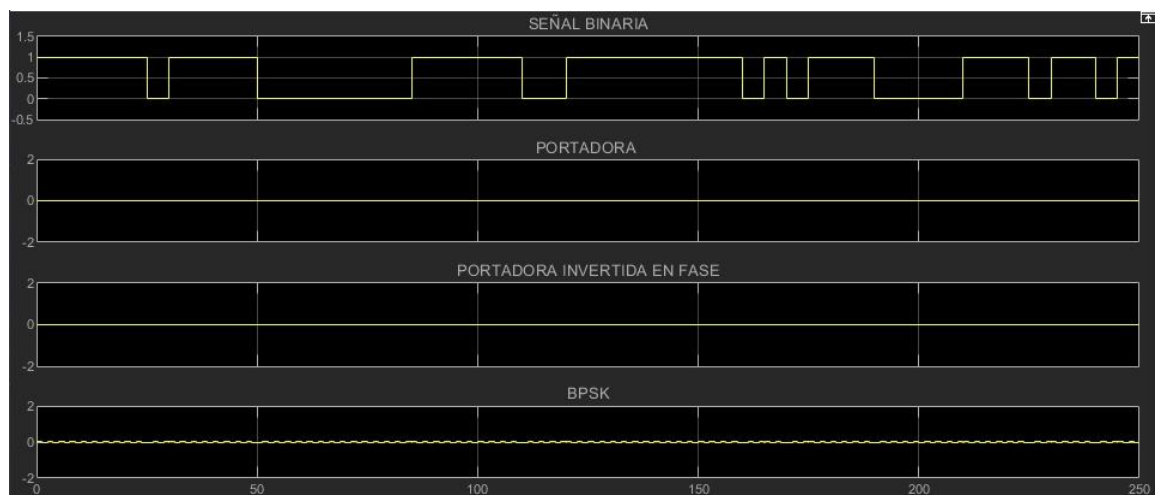 SEÑAL BINARIA
1.5
1
0.5
0
-0.5
PORTADORA
2
0
-2
PORTADORA INVERTIDA EN FASE
2
0
-2
BPSK
2
0
-2
0 50 100 150 200 250